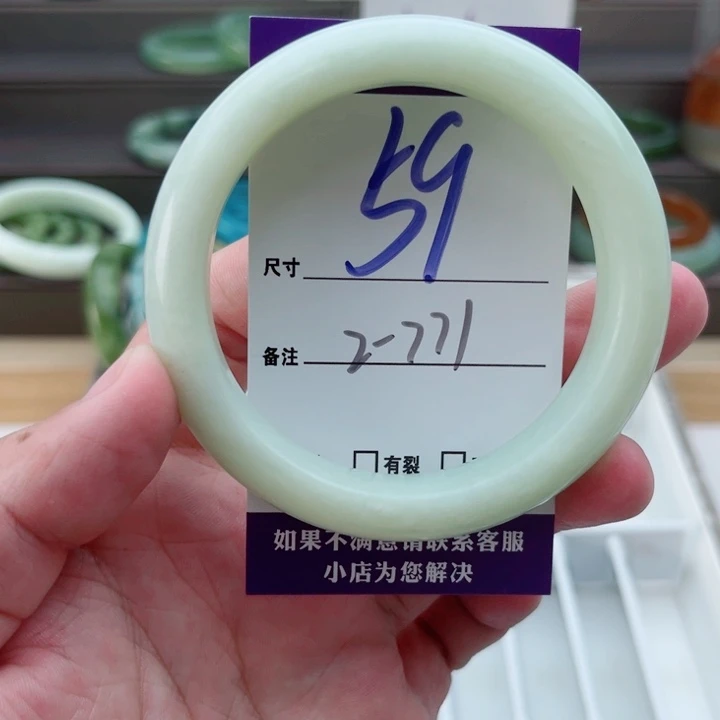 尺寸 59
备注 2-771
□有裂 □
如果不满意请联系客服
小店为您解决